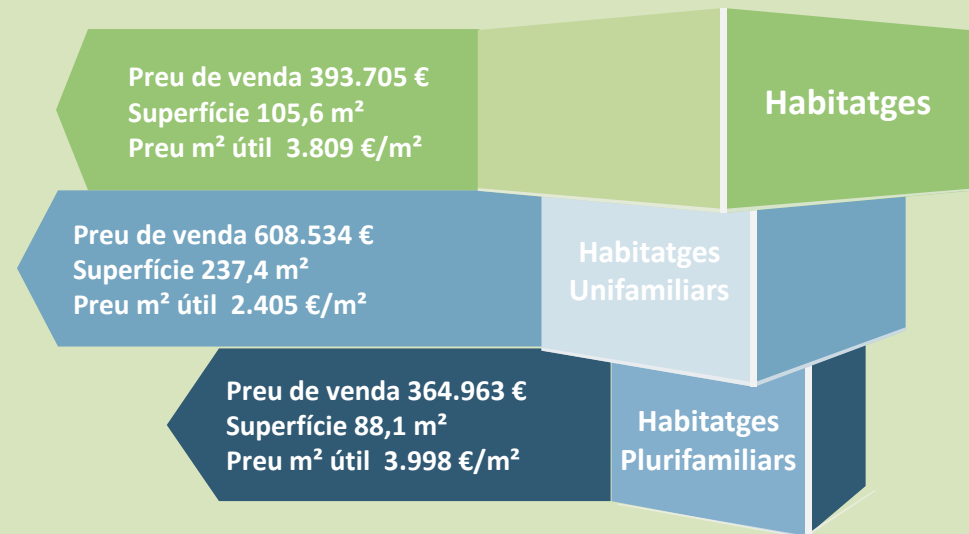 Preu de venda 393.705 €
Superfície 105,6 m²
Preu m² útil 3.809 €/m²
Habitatges
Preu de venda 608.534 €
Superfície 237,4 m²
Preu m² útil 2.405 €/m²
Habitatges
Unifamiliars
Preu de venda 364.963 €
Superfície 88,1 m²
Preu m² útil 3.998 €/m²
Habitatges
Plurifamiliars